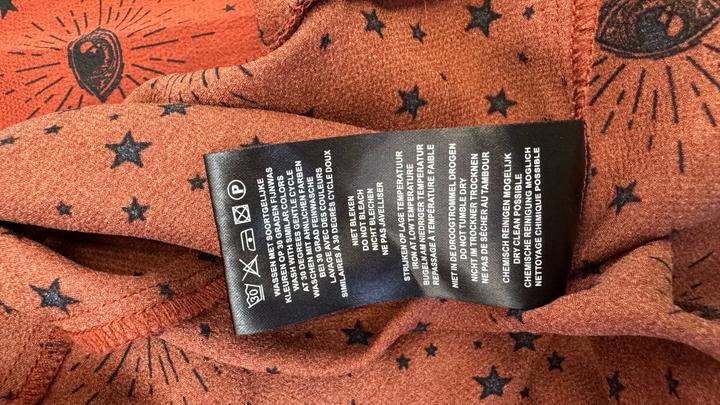 30
P
WASSEN MET SOORTGELIJKE
KLEUREN OP 30 GRADEN FIJNWAS
WASH WITH SIMILAR COLORS
AT 30 DEGREES GENTLE CYCLE
WASCHEN MIT ÄHNLICHEN FARBEN
BEI 30 GRAD FEINWÄSCHE
LAVAGE AVEC DES COULEURS
SIMILAIRES À 30 DEGRÉS CYCLE DOUX
NIET BLEKEN
DO NOT BLEACH
NICHT BLEICHEN
NE PAS JAVELLISER
STRIJKEN OP LAGE TEMPERATUUR
IRON AT LOW TEMPERATURE
BÜGELN AM NIEDRIGER TEMPERATUR
REPASSAGE À TEMPÉRATURE FAIBLE
NIET IN DE DROOGTROMMEL DROGEN
DO NOT TUMBLE DRY
NICHT IM TROCKNER TROCKNEN
NE PAS DE SÉCHER AU TAMBOUR
CHEMISCH REINIGEN MOGELIJK
DRY CLEAN POSSIBLE
CHEMISCHE REINIGUNG MÖGLICH
NETTOYAGE CHIMIQUE POSSIBLE